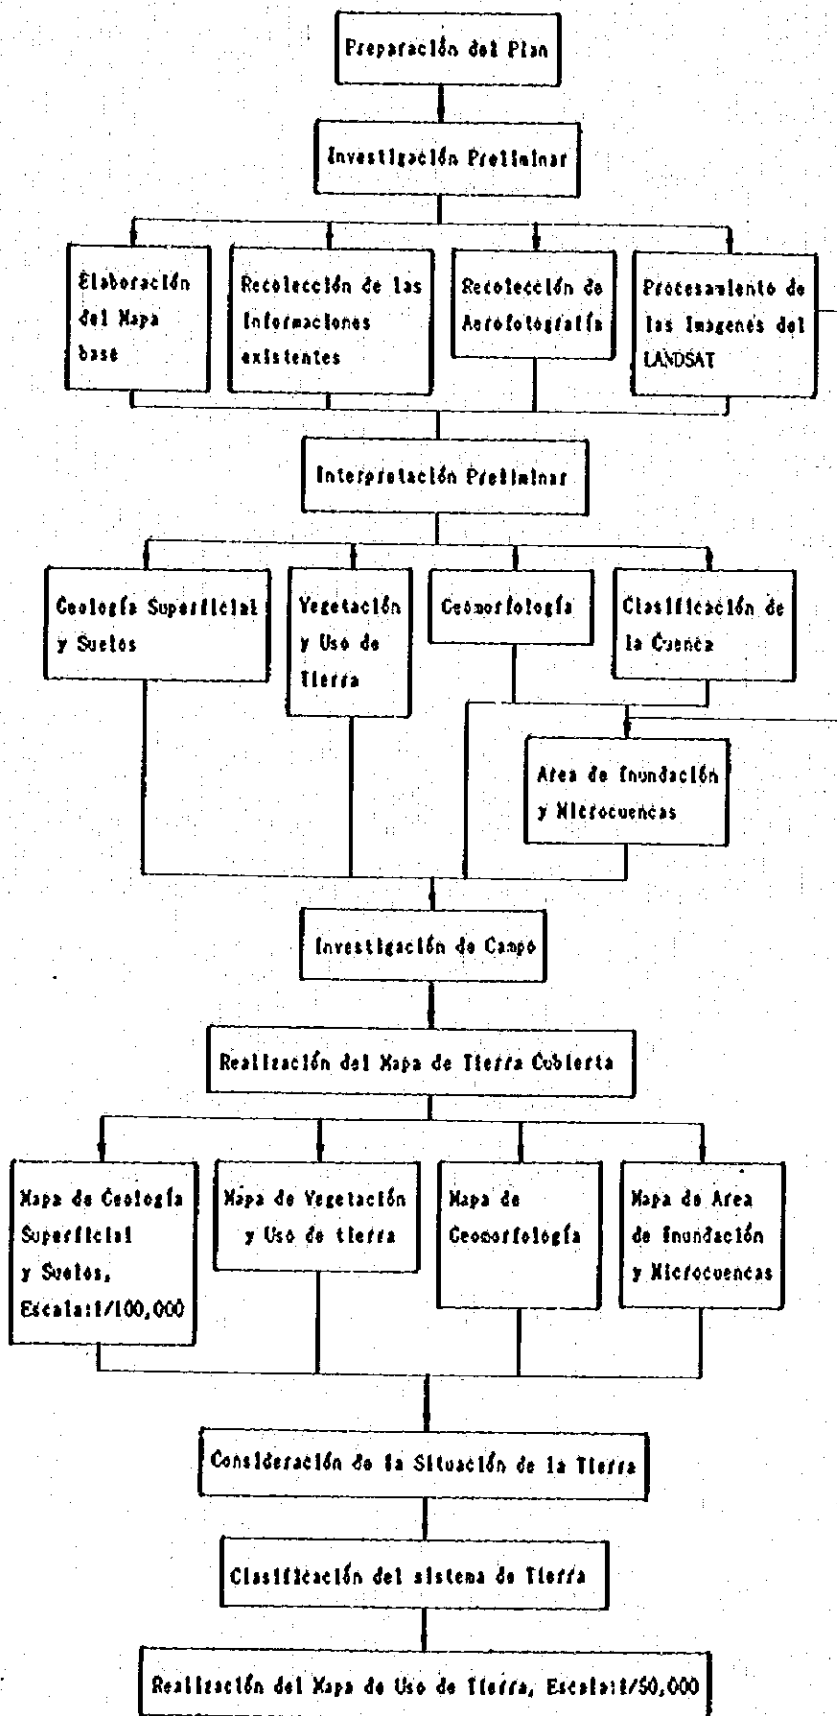 Preparación del Plan
Investigación Preliminar
Elaboración
del Mapa
base
Recolección de las
Informaciones
existentes
Recolección de
Aerofotografía
Procesamiento de
las Imágenes del
LANDSAT
Interpretación Preliminar
Geología Superficial
y Suelos
Vegetación
y Uso de
Tierra
Geomorfología
Clasificación de
la Cuenca
Area de Inundación
y Microcuencas
Investigación de Campo
Realización del Mapa de Tierra Cubierta
Mapa de Geología
Superficial
y Suelos,
Escala:1/100,000
Mapa de Vegetación
y Uso de tierra
Mapa de
Geomorfología
Mapa de Area
de Inundación
y Microcuencas
Consideración de la Situación de la Tierra
Clasificación del sistema de Tierra
Realización del Mapa de Uso de Tierra, Escala:1/50,000